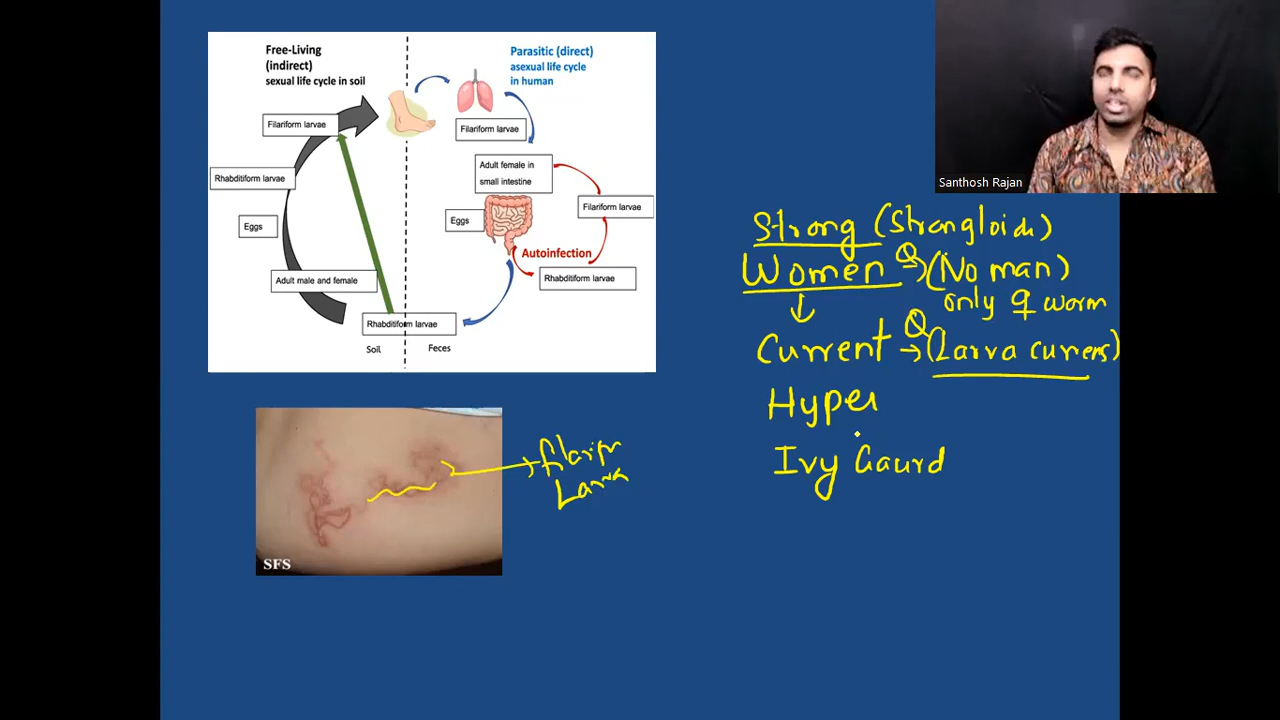 Free-Living
(indirect)
sexual life cycle in soil
Parasitic (direct)
asexual life cycle
in human
Filariform larvae
Rhabditiform larvae
Eggs
Adult male and female
Rhabditiform larvae
Soil
Feces
Filariform larvae
Adult female in
small intestine
Filariform larvae
Eggs
Autoinfection
Rhabditiform larvae
Santhosh Rajan
Strong (Strongloide)
Women Q → (No man)
only ♀ worm
Current Q → (Larva currens)
Hyper
Ivy Gaurd
Larva
SFS